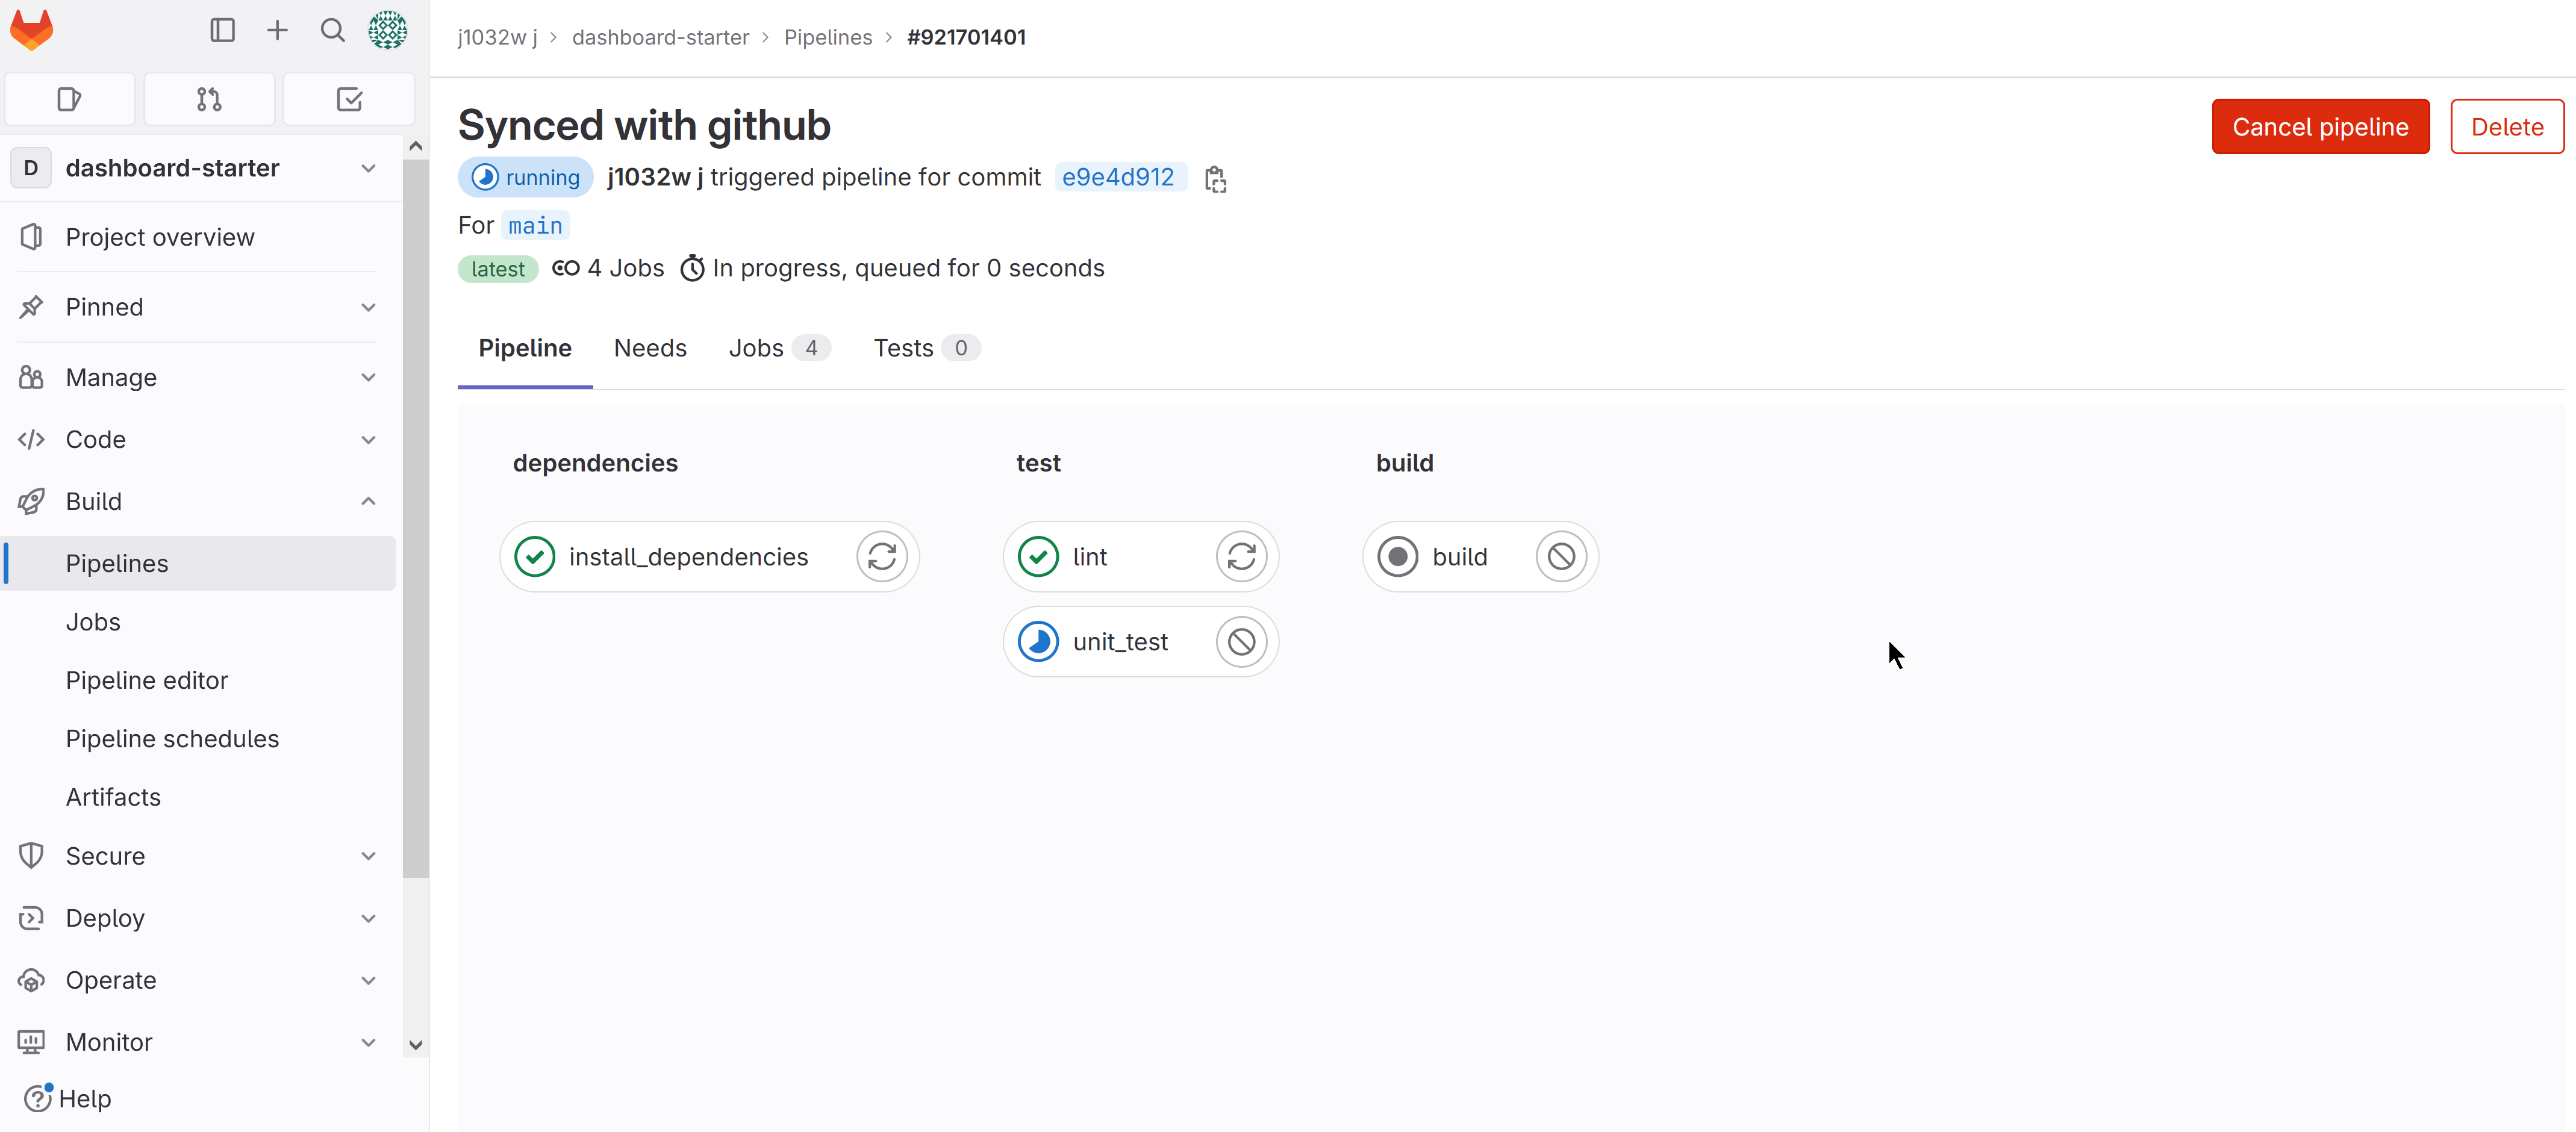 j1032w j > dashboard-starter > Pipelines > #921701401
D dashboard-starter
Project overview
Pinned
Manage
Code
Build
Pipelines
Jobs
Pipeline editor
Pipeline schedules
Artifacts
Secure
Deploy
Operate
Monitor
Help
Synced with github
Cancel pipeline
Delete
running j1032w j triggered pipeline for commit e9e4d912
For main
latest 4 Jobs In progress, queued for 0 seconds
Pipeline Needs Jobs 4 Tests 0
dependencies test build
install_dependencies lint build
unit_test